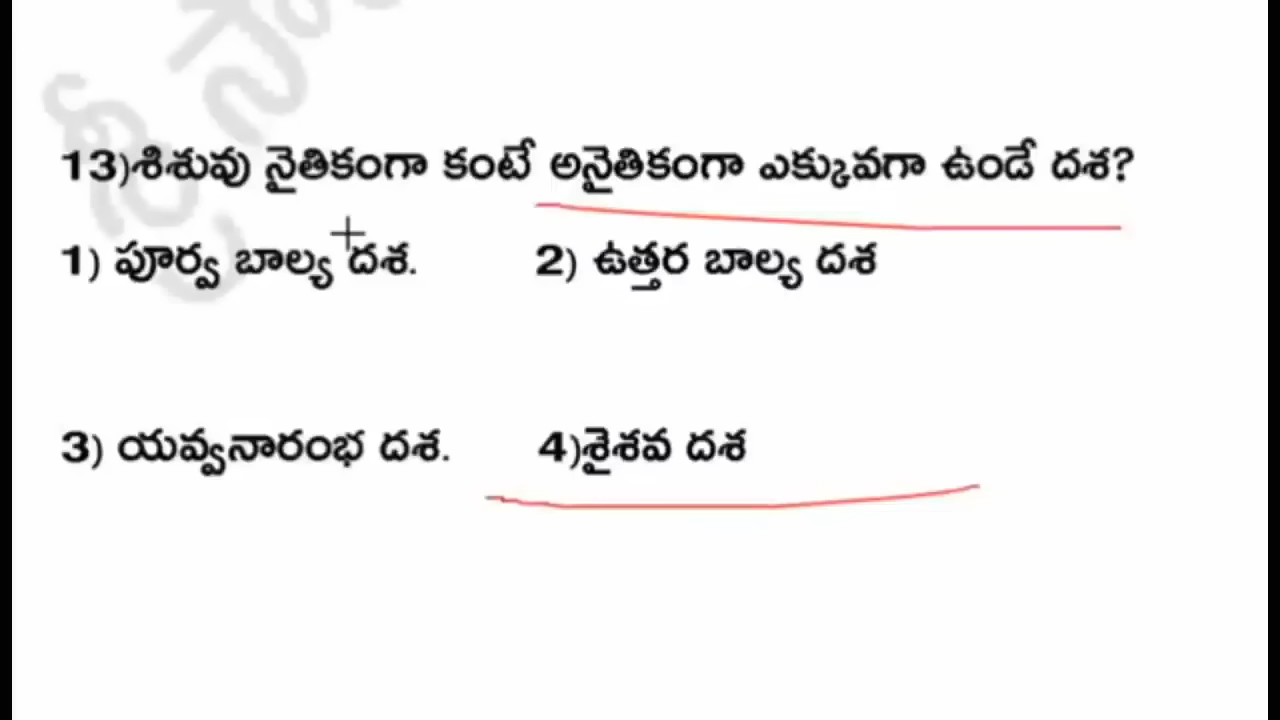 13)శిశువు నైతికంగా కంటే అనైతికంగా ఎక్కువగా ఉండే దశ?
1) పూర్వ బాల్య దశ. 2) ఉత్తర బాల్య దశ
3) యవ్వనారంభ దశ. 4)శైశవ దశ